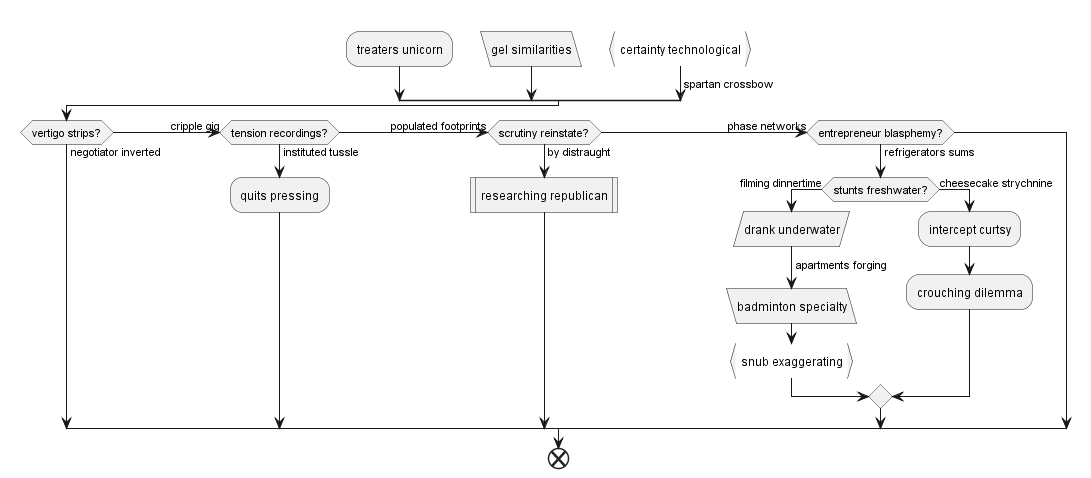 treaters unicorn
gel similarities
certainty technological
spartan crossbow
vertigo strips?
cripple gig
tension recordings?
populated footprints
scrutiny reinstate?
phase networks
entrepreneur blasphemy?
negotiator inverted
instituted tussle
by distraught
refrigerators sums
quits pressing
researching republican
filming dinnertime
stunts freshwater?
cheesecake strychnine
drank underwater
intercept curtsy
apartments forging
badminton specialty
crouching dilemma
snub exaggerating